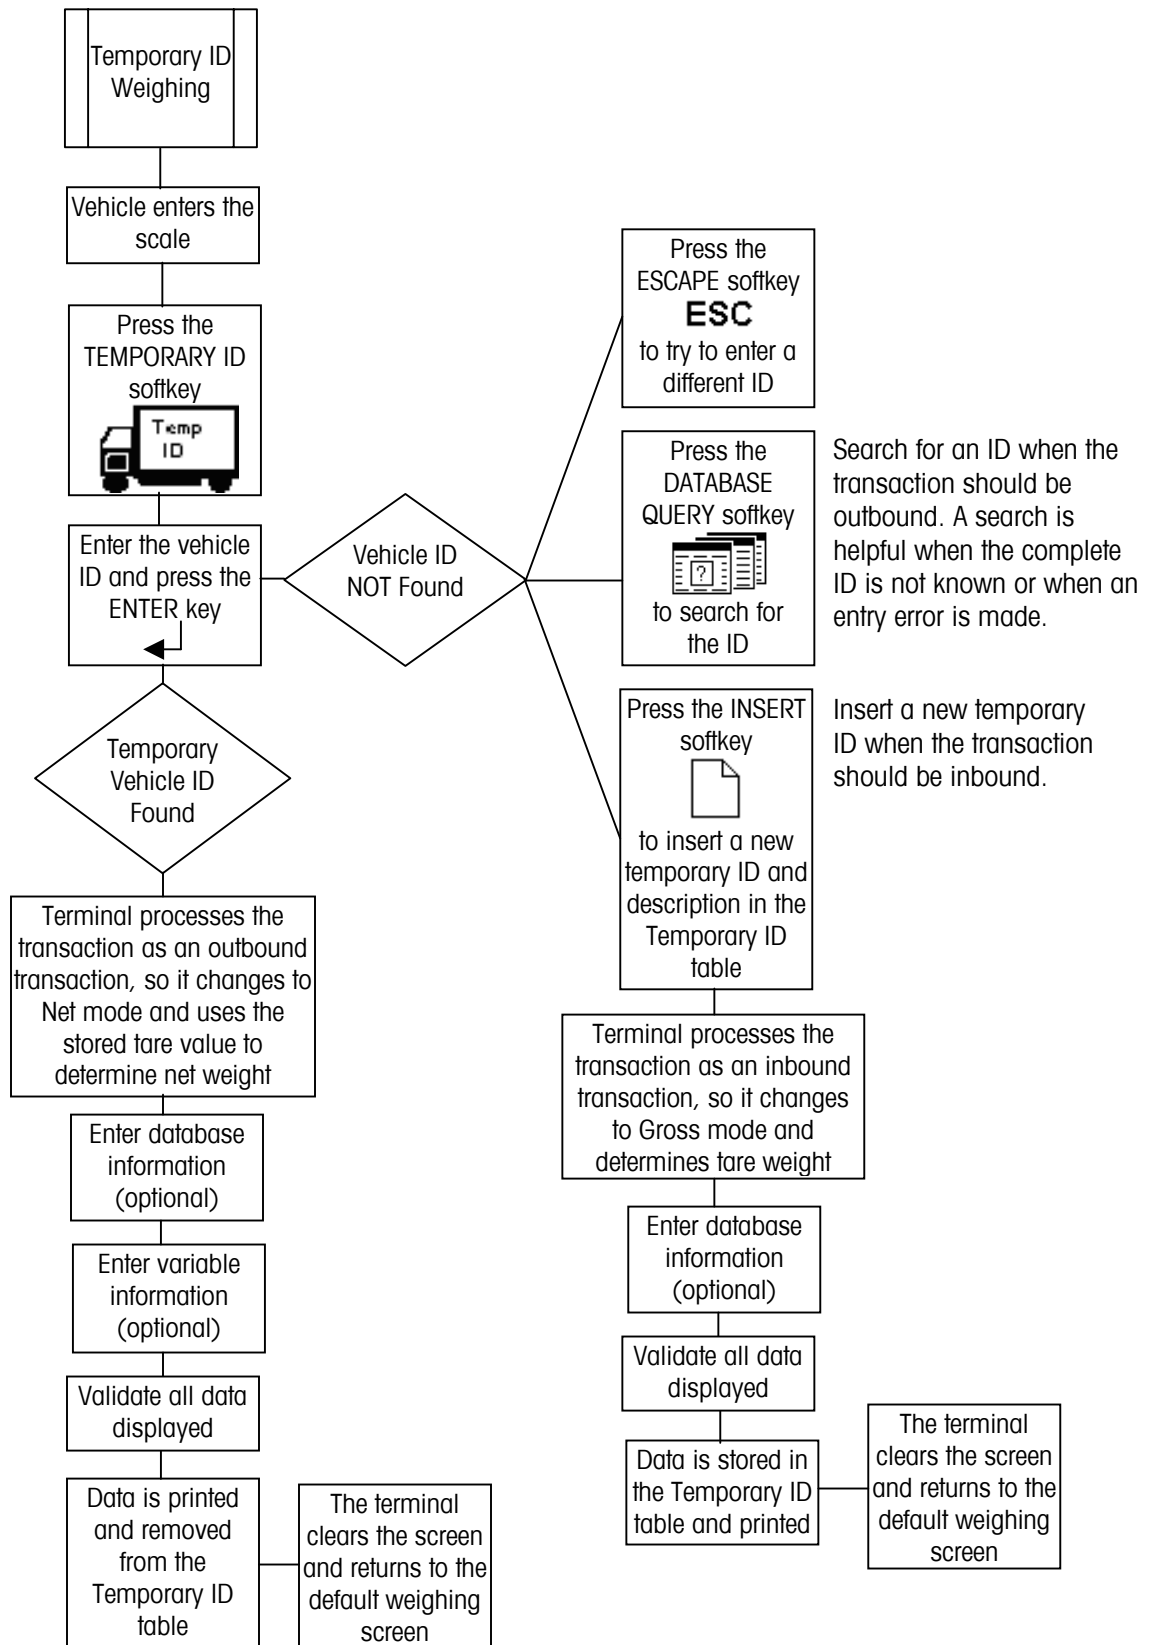 Temporary ID
Weighing
Vehicle enters the
scale
Press the
TEMPORARY ID
softkey
Temp
ID
Enter the vehicle
ID and press the
ENTER key
Vehicle ID
NOT Found
Press the
ESCAPE softkey
ESC
to try to enter a
different ID
Press the
DATABASE
QUERY softkey
?
to search for
the ID
Search for an ID when the
transaction should be
outbound. A search is
helpful when the complete
ID is not known or when an
entry error is made.
Press the INSERT
softkey
to insert a new
temporary ID and
description in the
Temporary ID
table
Insert a new temporary
ID when the transaction
should be inbound.
Temporary
Vehicle ID
Found
Terminal processes the
transaction as an outbound
transaction, so it changes to
Net mode and uses the
stored tare value to
determine net weight
Enter database
information
(optional)
Enter variable
information
(optional)
Validate all data
displayed
Data is printed
and removed
from the
Temporary ID
table
The terminal
clears the screen
and returns to the
default weighing
screen
Terminal processes the
transaction as an inbound
transaction, so it changes
to Gross mode and
determines tare weight
Enter database
information
(optional)
Validate all data
displayed
Data is stored in
the Temporary ID
table and printed
The terminal
clears the screen
and returns to the
default weighing
screen